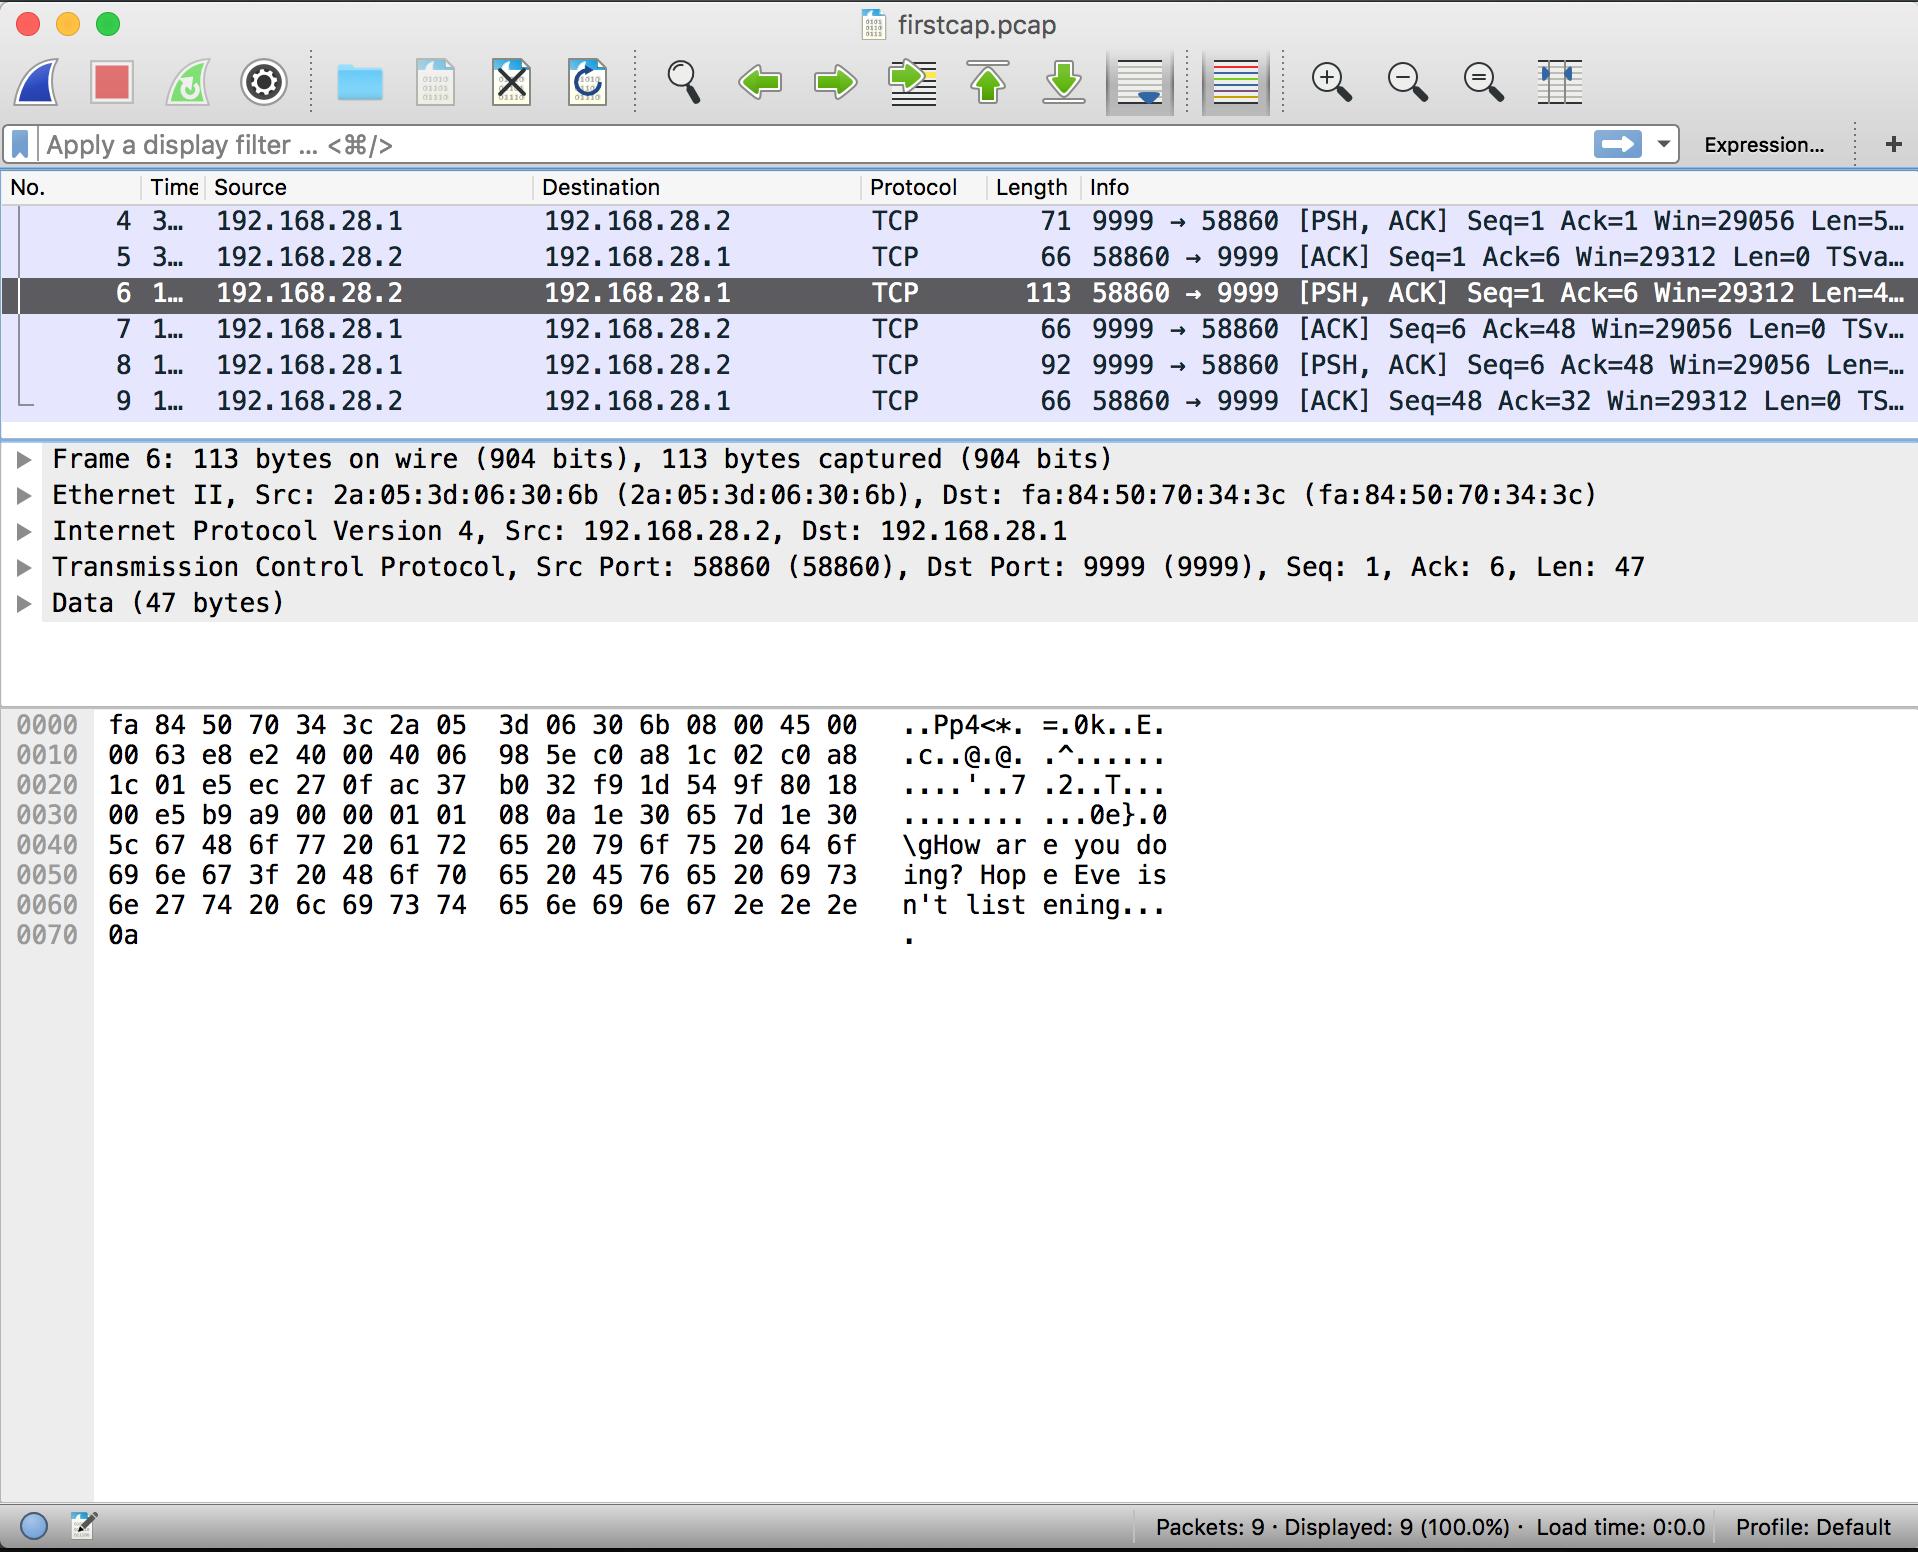 firstcap.pcap
Apply a display filter ... <⌘/>
Expression...
+
No. Time Source Destination Protocol Length Info
4 3… 192.168.28.1 192.168.28.2 TCP 71 9999 → 58860 [PSH, ACK] Seq=1 Ack=1 Win=29056 Len=5…
5 3… 192.168.28.2 192.168.28.1 TCP 66 58860 → 9999 [ACK] Seq=1 Ack=6 Win=29312 Len=0 TSva…
6 1… 192.168.28.2 192.168.28.1 TCP 113 58860 → 9999 [PSH, ACK] Seq=1 Ack=6 Win=29312 Len=4…
7 1… 192.168.28.1 192.168.28.2 TCP 66 9999 → 58860 [ACK] Seq=6 Ack=48 Win=29056 Len=0 TSv…
8 1… 192.168.28.1 192.168.28.2 TCP 92 9999 → 58860 [PSH, ACK] Seq=6 Ack=48 Win=29056 Len=…
9 1… 192.168.28.2 192.168.28.1 TCP 66 58860 → 9999 [ACK] Seq=48 Ack=32 Win=29312 Len=0 TS…
Frame 6: 113 bytes on wire (904 bits), 113 bytes captured (904 bits)
Ethernet II, Src: 2a:05:3d:06:30:6b (2a:05:3d:06:30:6b), Dst: fa:84:50:70:34:3c (fa:84:50:70:34:3c)
Internet Protocol Version 4, Src: 192.168.28.2, Dst: 192.168.28.1
Transmission Control Protocol, Src Port: 58860 (58860), Dst Port: 9999 (9999), Seq: 1, Ack: 6, Len: 47
Data (47 bytes)
0000 fa 84 50 70 34 3c 2a 05 3d 06 30 6b 08 00 45 00 ..Pp4<*. =.0k..E.
0010 00 63 e8 e2 40 00 40 06 98 5e c0 a8 1c 02 c0 a8 .c..@.@. .^......
0020 1c 01 e5 ec 27 0f ac 37 b0 32 f9 1d 54 9f 80 18 ....'..7 .2..T...
0030 00 e5 b9 a9 00 00 01 01 08 0a 1e 30 65 7d 1e 30 ........ ...0e}.0
0040 5c 67 48 6f 77 20 61 72 65 20 79 6f 75 20 64 6f \gHow ar e you do
0050 69 6e 67 3f 20 48 6f 70 65 20 45 76 65 20 69 73 ing? Hop e Eve is
0060 6e 27 74 20 6c 69 73 74 65 6e 69 6e 67 2e 2e 2e n't list ening...
0070 0a .
Packets: 9 · Displayed: 9 (100.0%) · Load time: 0:0.0 Profile: Default